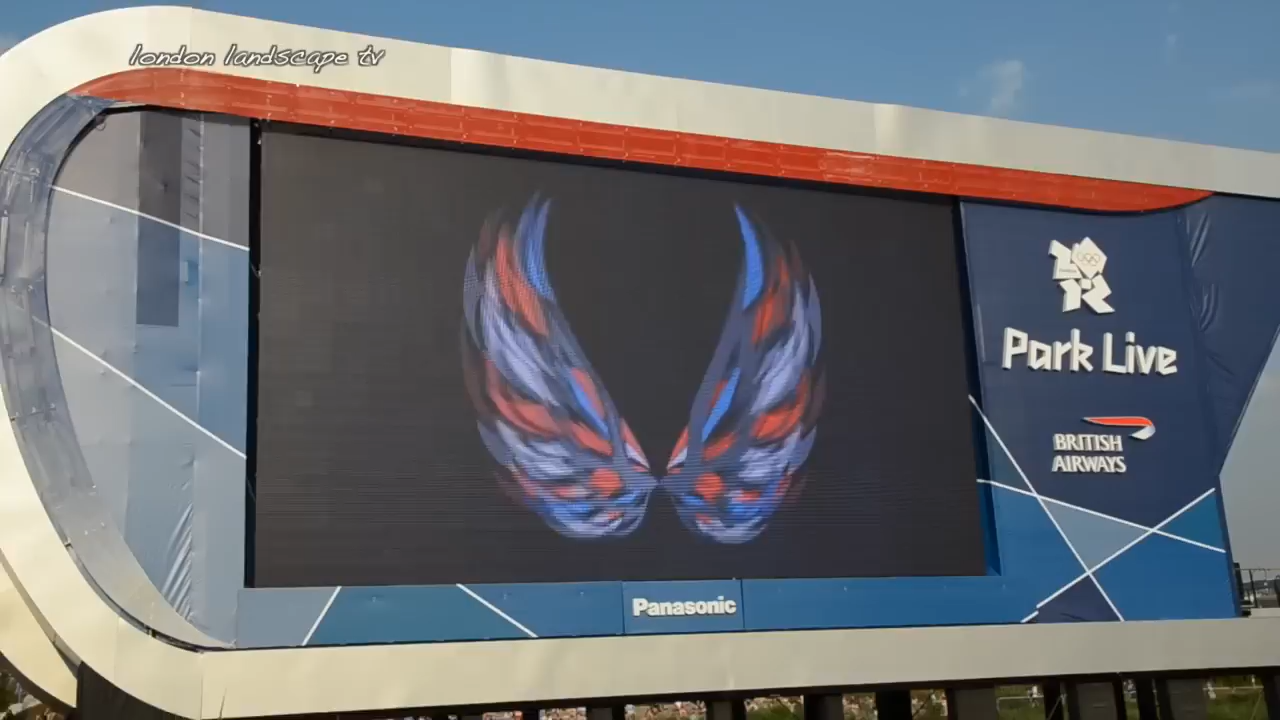 london landscape tv
Park Live
BRITISH
AIRWAYS
Panasonic